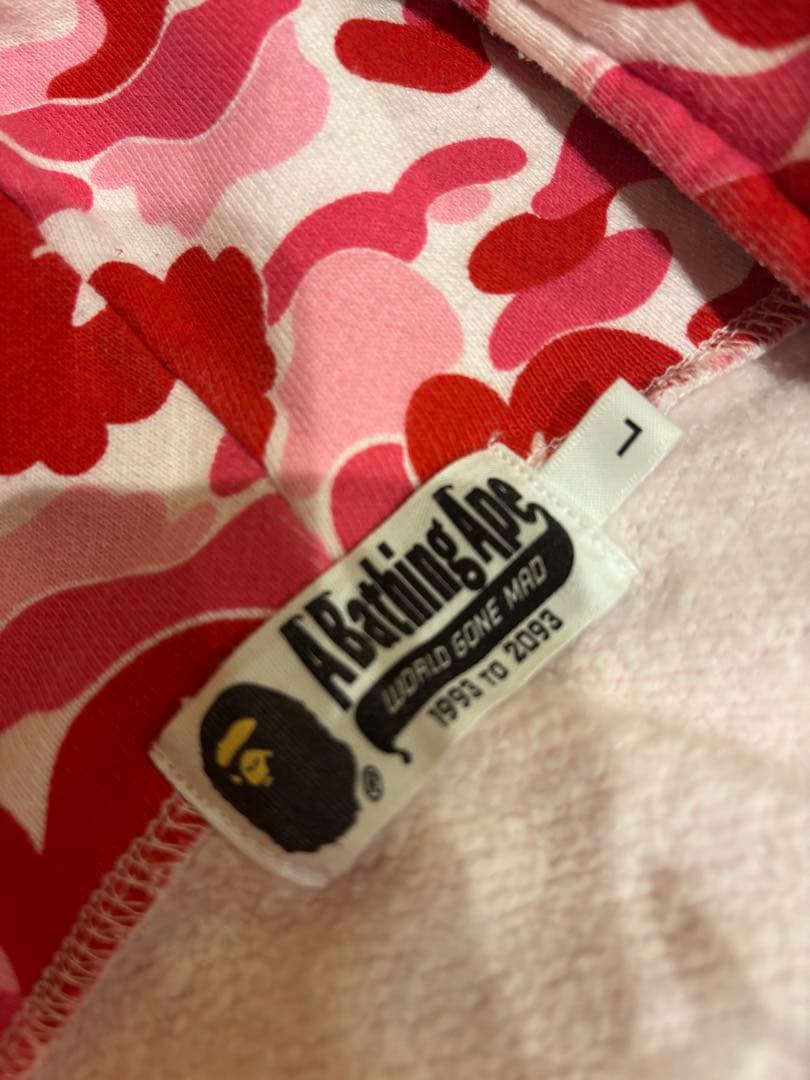 L
A Bathing Ape
WORLD GONE MAD
1993 TO 2093
®